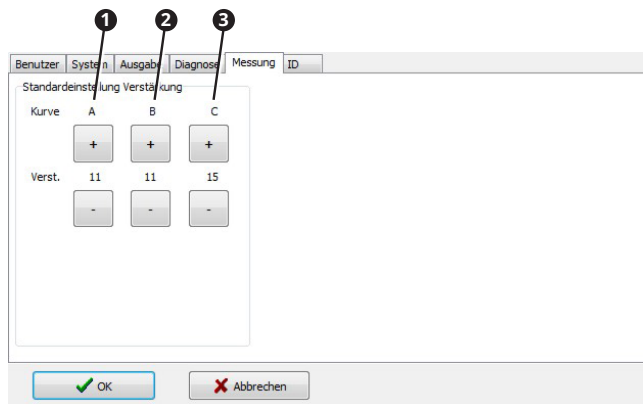 1 2 3
Benutzer System Ausgabe Diagnose Messung ID
Standardeinstellung Verstärkung
Kurve A B C
+ + +
Verst. 11 11 15
- - -
OK Abbrechen